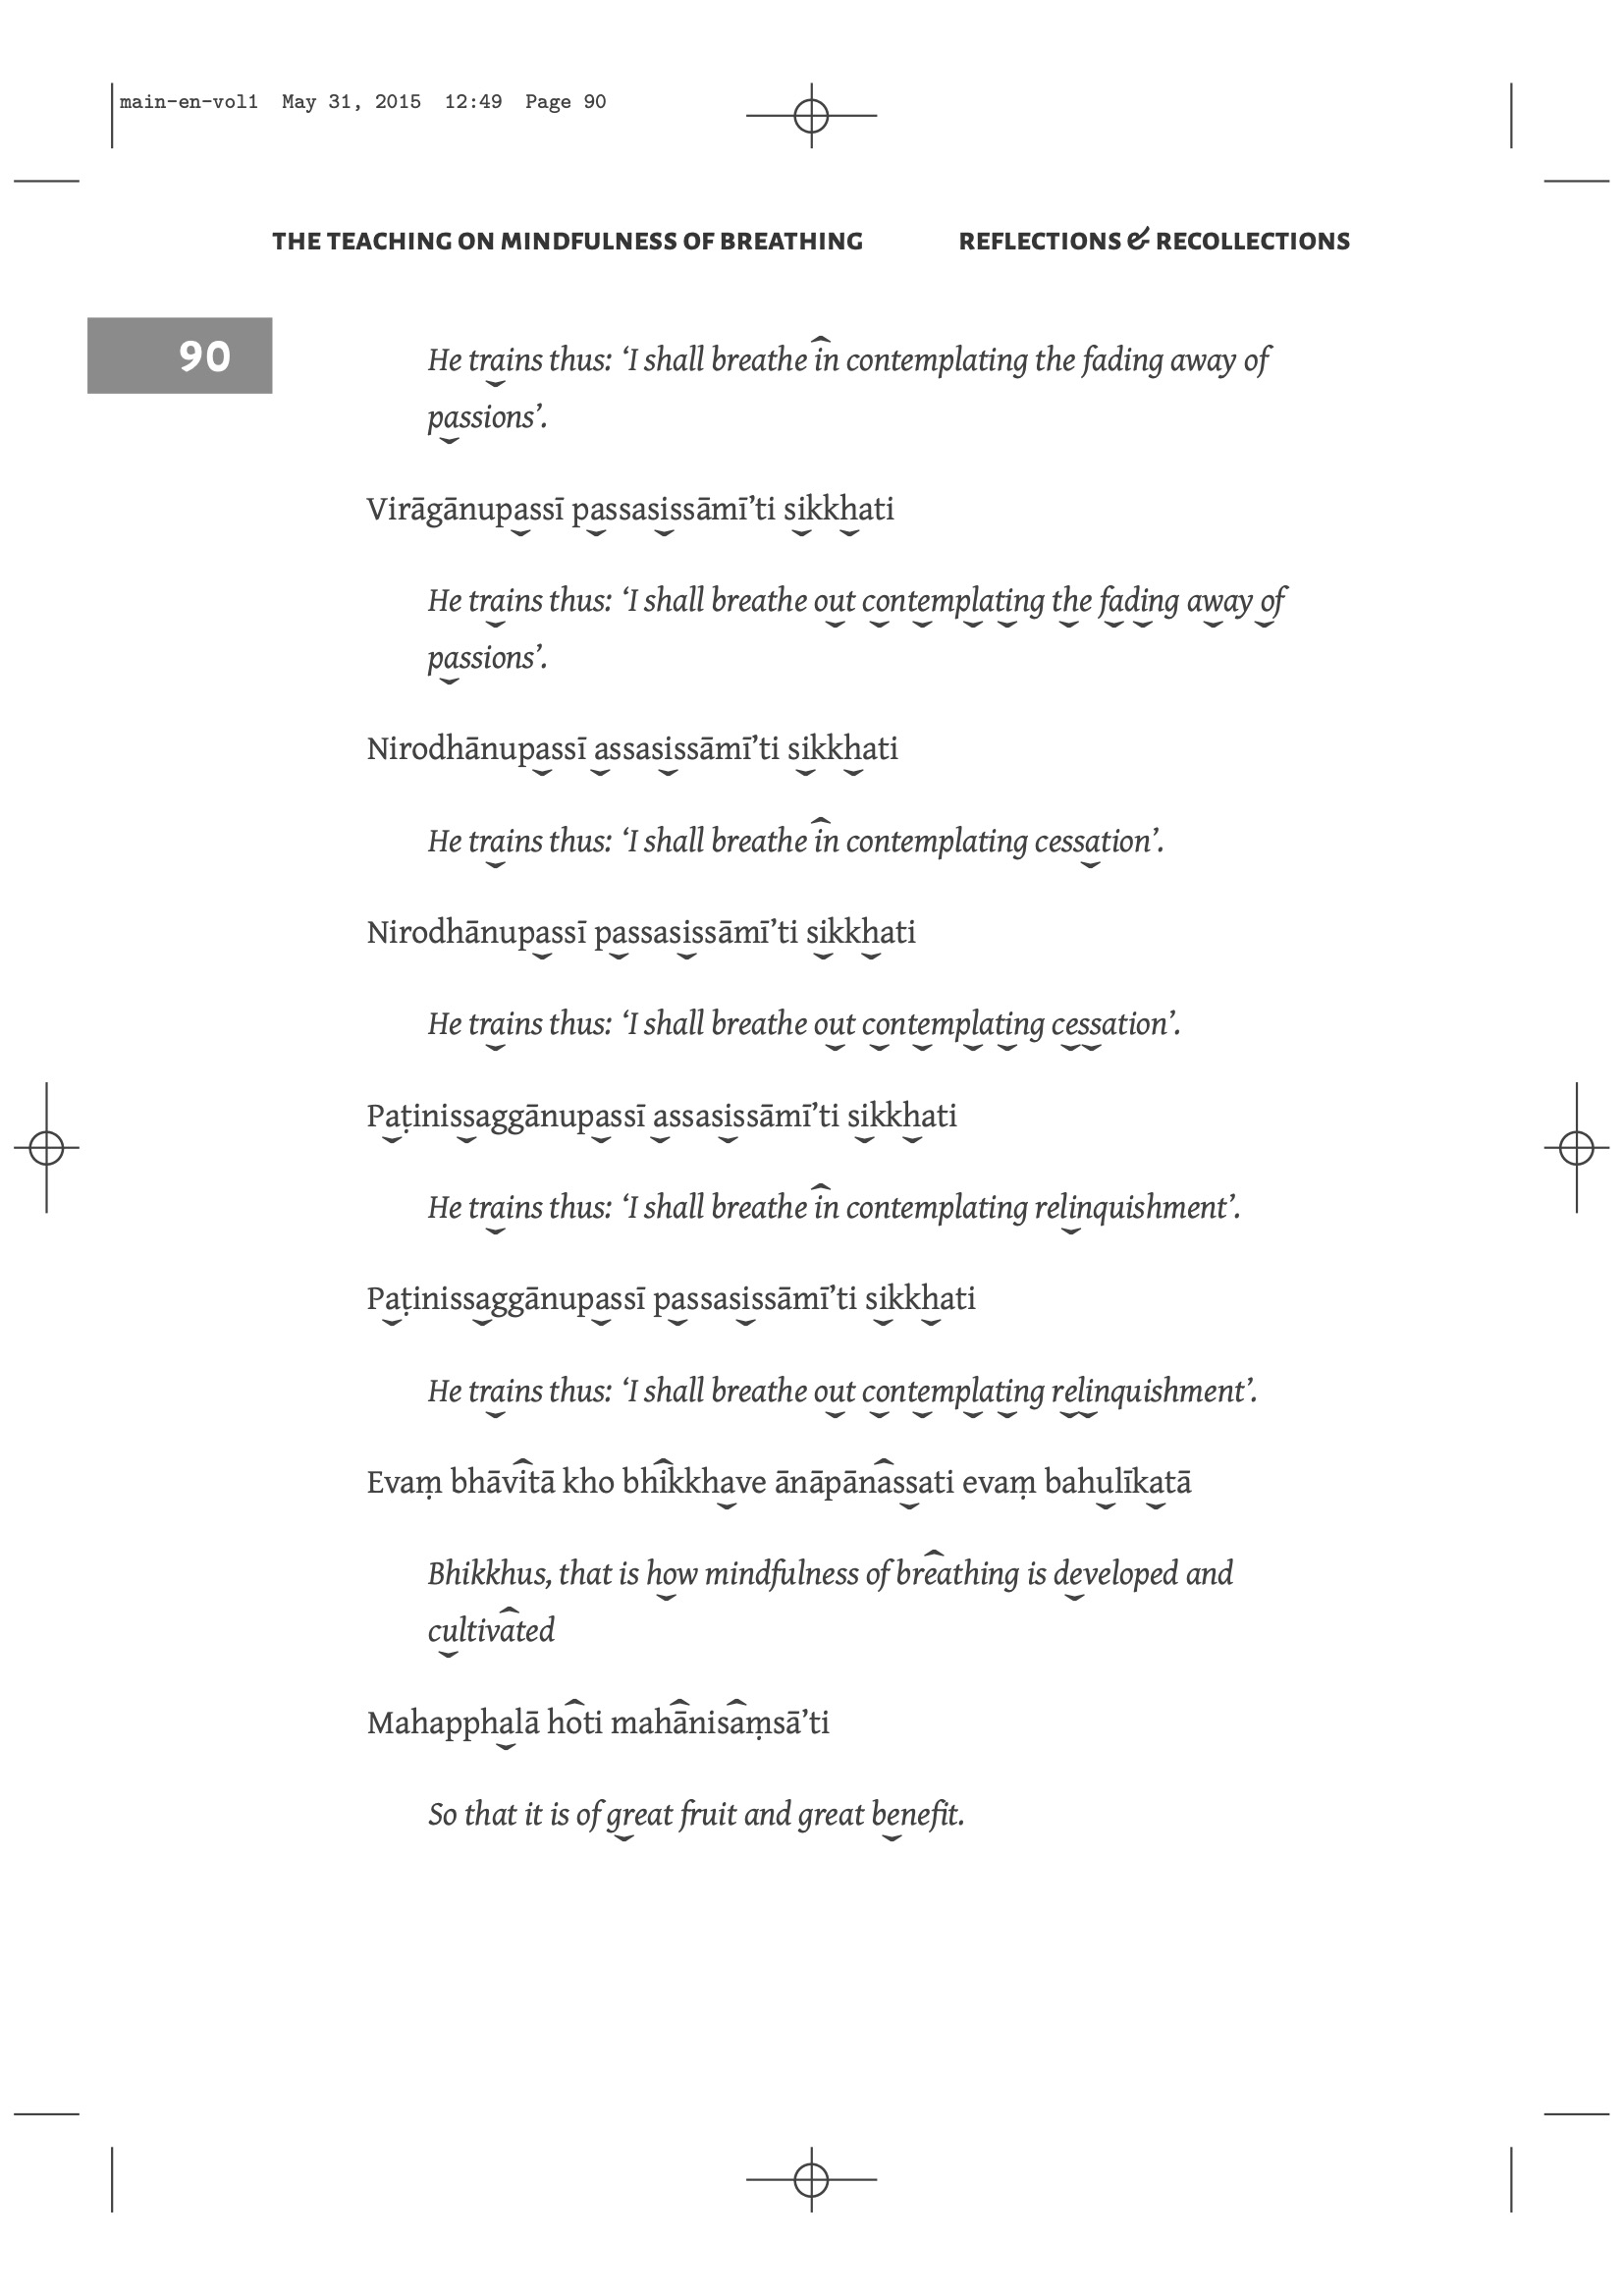 main-en-vol1 May 31, 2015 12:49 Page 90
THE TEACHING ON MINDFULNESS OF BREATHING REFLECTIONS & RECOLLECTIONS
90
He trains thus: ‘I shall breathe in contemplating the fading away of
passions’.
Virāgānupassī passasissāmī’ti sikkhati
He trains thus: ‘I shall breathe out contemplating the fading away of
passions’.
Nirodhānupassī assasissāmī’ti sikkhati
He trains thus: ‘I shall breathe in contemplating cessation’.
Nirodhānupassī passasissāmī’ti sikkhati
He trains thus: ‘I shall breathe out contemplating cessation’.
Paṭinissaggānupassī assasissāmī’ti sikkhati
He trains thus: ‘I shall breathe in contemplating relinquishment’.
Paṭinissaggānupassī passasissāmī’ti sikkhati
He trains thus: ‘I shall breathe out contemplating relinquishment’.
Evaṃ bhāvitā kho bhikkhave ānāpānassati evaṃ bahulīkatā
Bhikkhus, that is how mindfulness of breathing is developed and
cultivated
Mahapphalā hoti mahānisaṃsā’ti
So that it is of great fruit and great benefit.